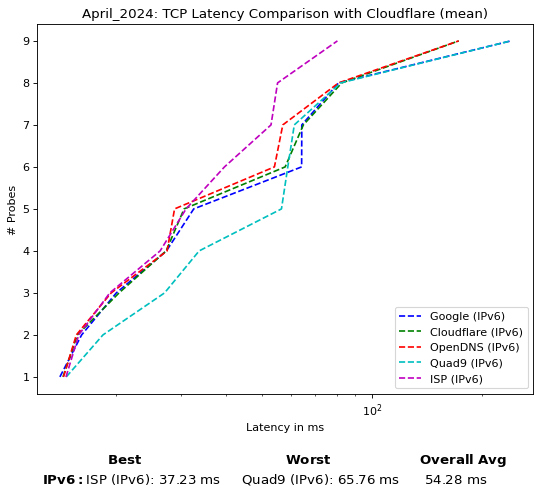 April_2024: TCP Latency Comparison with Cloudflare (mean)
# Probes
9
8
7
6
5
4
3
2
1
Google (IPv6)
Cloudflare (IPv6)
OpenDNS (IPv6)
Quad9 (IPv6)
ISP (IPv6)
10²
Latency in ms
Best Worst Overall Avg
IPv6: ISP (IPv6): 37.23 ms Quad9 (IPv6): 65.76 ms 54.28 ms